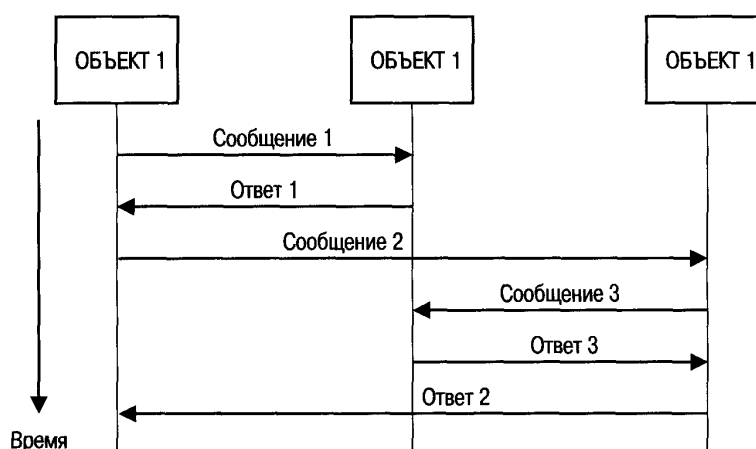 ОБЪЕКТ 1
ОБЪЕКТ 1
ОБЪЕКТ 1
Сообщение 1
Ответ 1
Сообщение 2
Сообщение 3
Ответ 3
Ответ 2
Время